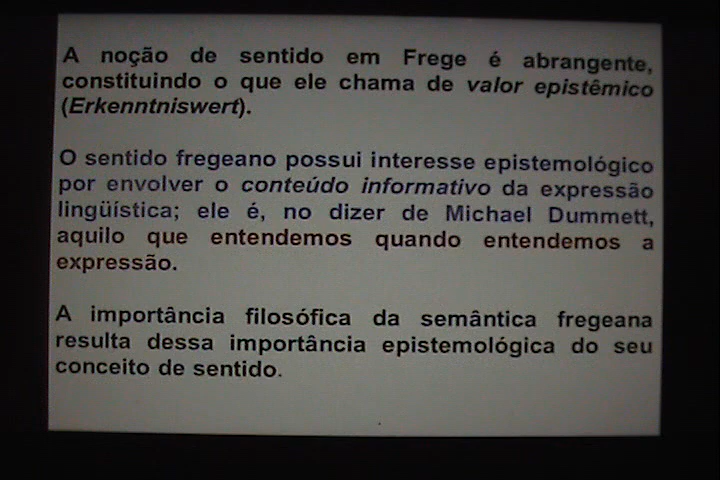 A noção de sentido em Frege é abrangente,
constituindo o que ele chama de valor epistêmico
(Erkenntniswert).
O sentido fregeano possui interesse epistemológico
por envolver o conteúdo informativo da expressão
lingüística; ele é, no dizer de Michael Dummett,
aquilo que entendemos quando entendemos a
expressão.
A importância filosófica da semântica fregeana
resulta dessa importância epistemológica do seu
conceito de sentido.